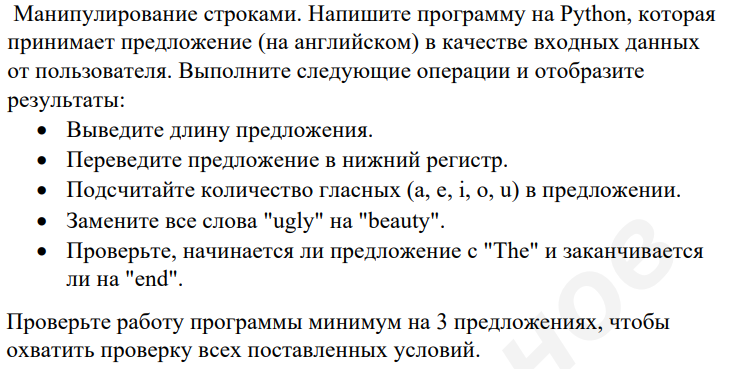 Манипулирование строками. Напишите программу на Python, которая
принимает предложение (на английском) в качестве входных данных
от пользователя. Выполните следующие операции и отобразите
результаты:
• Выведите длину предложения.
• Переведите предложение в нижний регистр.
• Подсчитайте количество гласных (a, e, i, o, u) в предложении.
• Замените все слова "ugly" на "beauty".
• Проверьте, начинается ли предложение с "The" и заканчивается
ли на "end".
Проверьте работу программы минимум на 3 предложениях, чтобы
охватить проверку всех поставленных условий.
нов